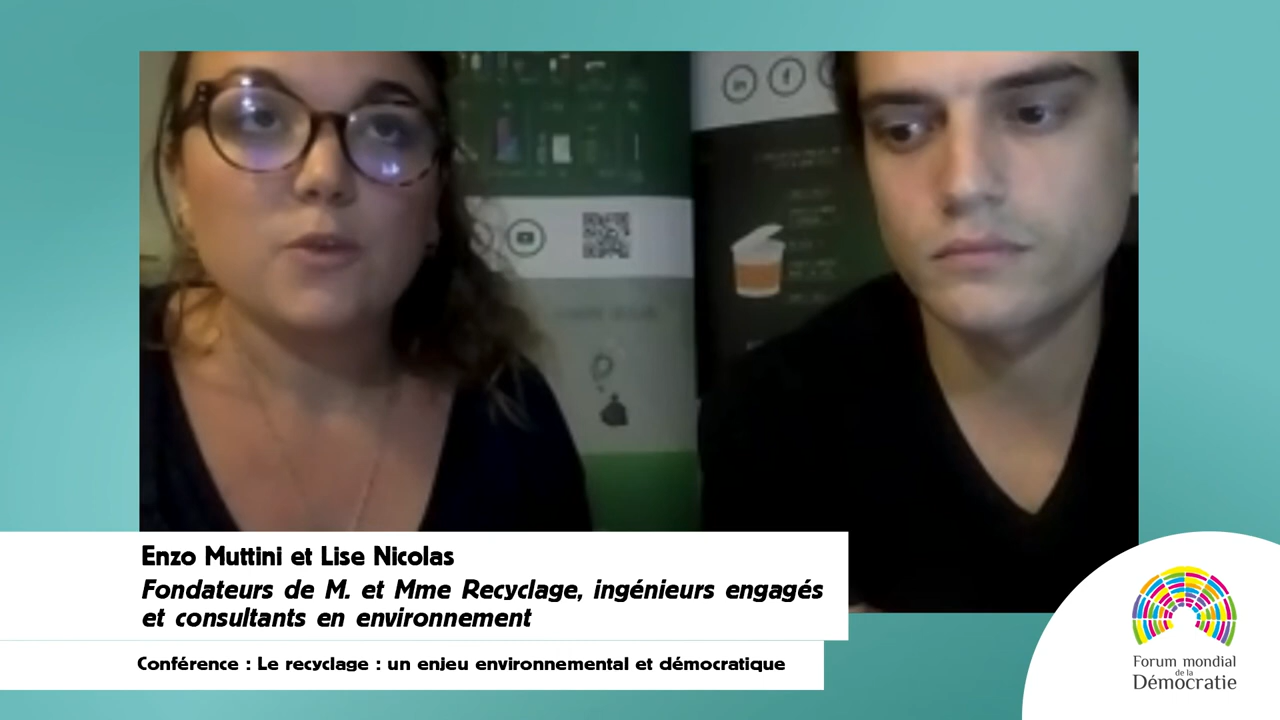 in f
Enzo Muttini et Lise Nicolas
Fondateurs de M. et Mme Recyclage, ingénieurs engagés
et consultants en environnement
Conférence : Le recyclage : un enjeu environnemental et démocratique
Forum mondial
de la
Démocratie